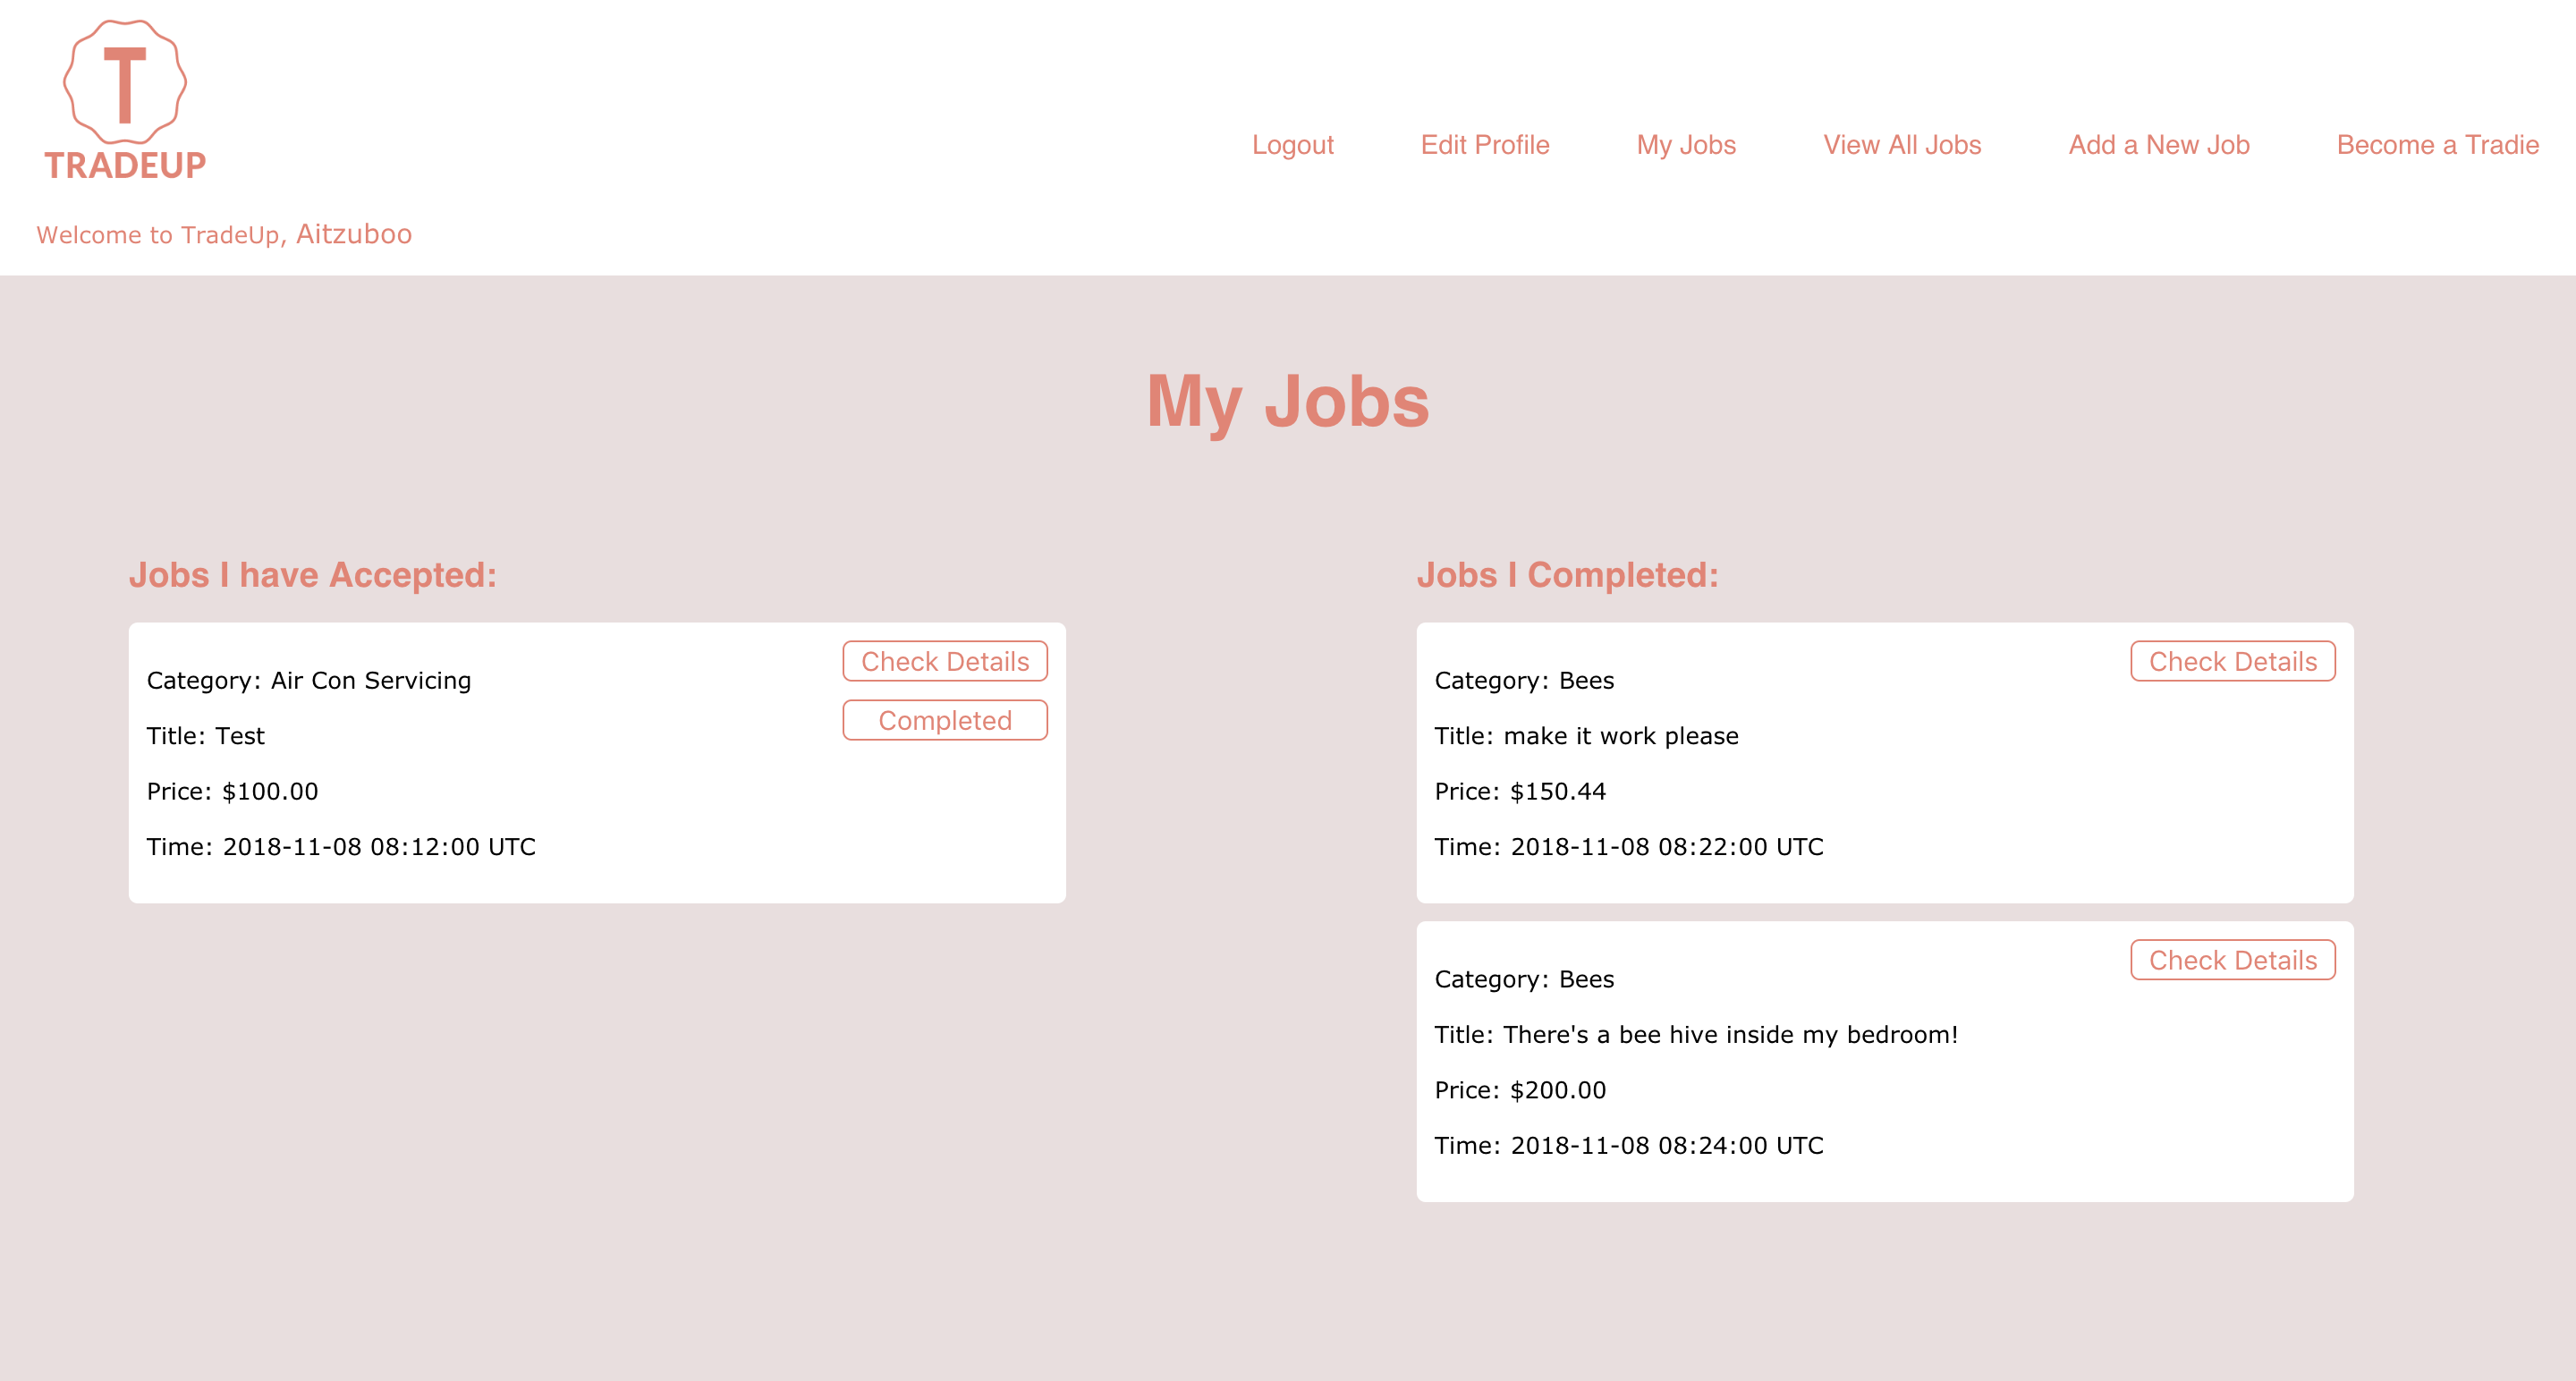 T
TRADEUP
Logout Edit Profile My Jobs View All Jobs Add a New Job Become a Tradie
Welcome to TradeUp, Aitzuboo
My Jobs
Jobs I have Accepted:
Check Details
Category: Air Con Servicing
Completed
Title: Test
Price: $100.00
Time: 2018-11-08 08:12:00 UTC
Jobs I Completed:
Check Details
Category: Bees
Title: make it work please
Price: $150.44
Time: 2018-11-08 08:22:00 UTC
Check Details
Category: Bees
Title: There's a bee hive inside my bedroom!
Price: $200.00
Time: 2018-11-08 08:24:00 UTC